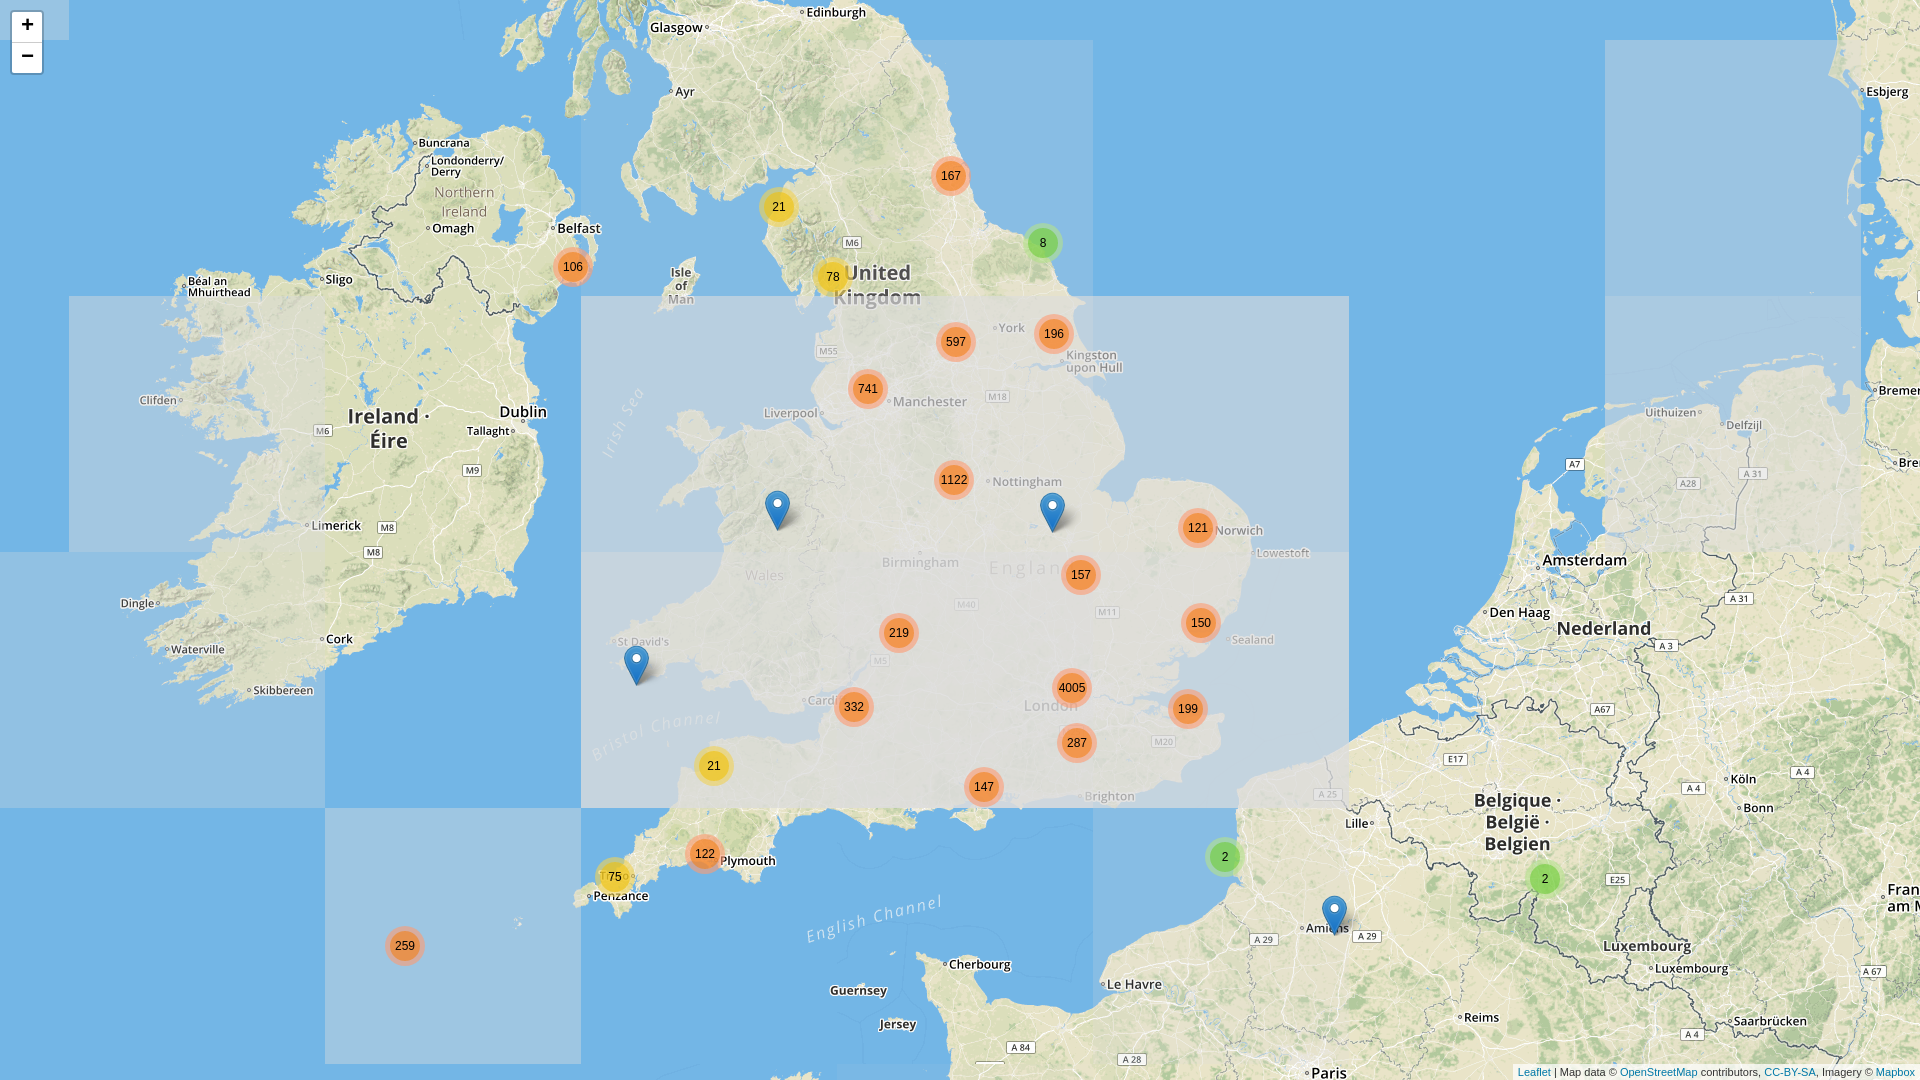 +
−
Edinburgh
Glasgow
Ayr
Esbjerg
Buncrana
Londonderry/
Derry
167
Northern
Ireland
21
Omagh
Belfast
M6
8
106
Sligo
Isle
of
Man
78
United
Kingdom
Béal an
Mhuirthead
York
196
597
M55
Kingston
upon Hull
741
Manchester
M18
Clifden
Ireland ·
Éire
Dublin
Tallaght
M6
Liverpool
Irish Sea
Uithuizen
Delfzijl
Bremer
A7
A 31
A28
Bre
M9
1122
Nottingham
Limerick
M8
M8
121
Norwich
Lowestoft
Birmingham
Wales
Englan
157
Amsterdam
A 31
Dingle
M40
M11
Den Haag
Nederland
150
Sealand
219
Cork
Waterville
St David's
A 3
M5
Skibbereen
4005
Cardi
332
London
199
A67
Bristol Channel
287
M20
E17
21
147
Brighton
A 25
Köln
A 4
A 4
Bonn
Belgique ·
België ·
Belgien
Lille
122
Plymouth
2
75
Penzance
2
E25
Fran
am M
English Channel
259
Amiens
A 29
A 29
Luxembourg
Luxembourg
A 67
Cherbourg
Guernsey
Le Havre
Jersey
Reims
Saarbrücken
A 4
A 84
A 28
Paris
Leaflet | Map data © OpenStreetMap contributors, CC-BY-SA, Imagery © Mapbox